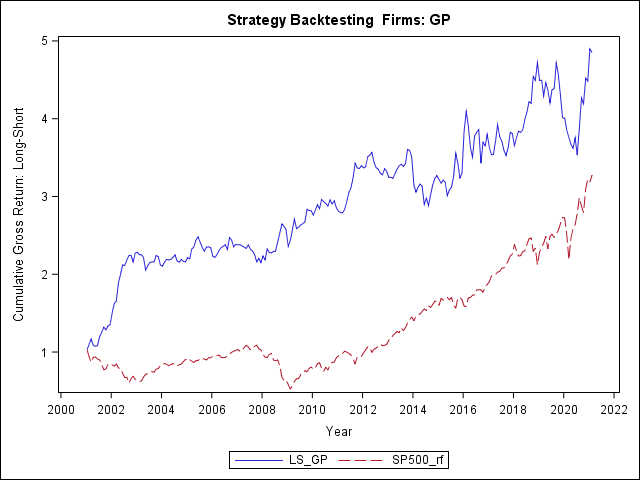 Strategy Backtesting  Firms: GP
Cumulative Gross Return: Long-Short
5
4
3
2
1
2000 2002 2004 2006 2008 2010 2012 2014 2016 2018 2020 2022
Year
LS_GP SP500_rf